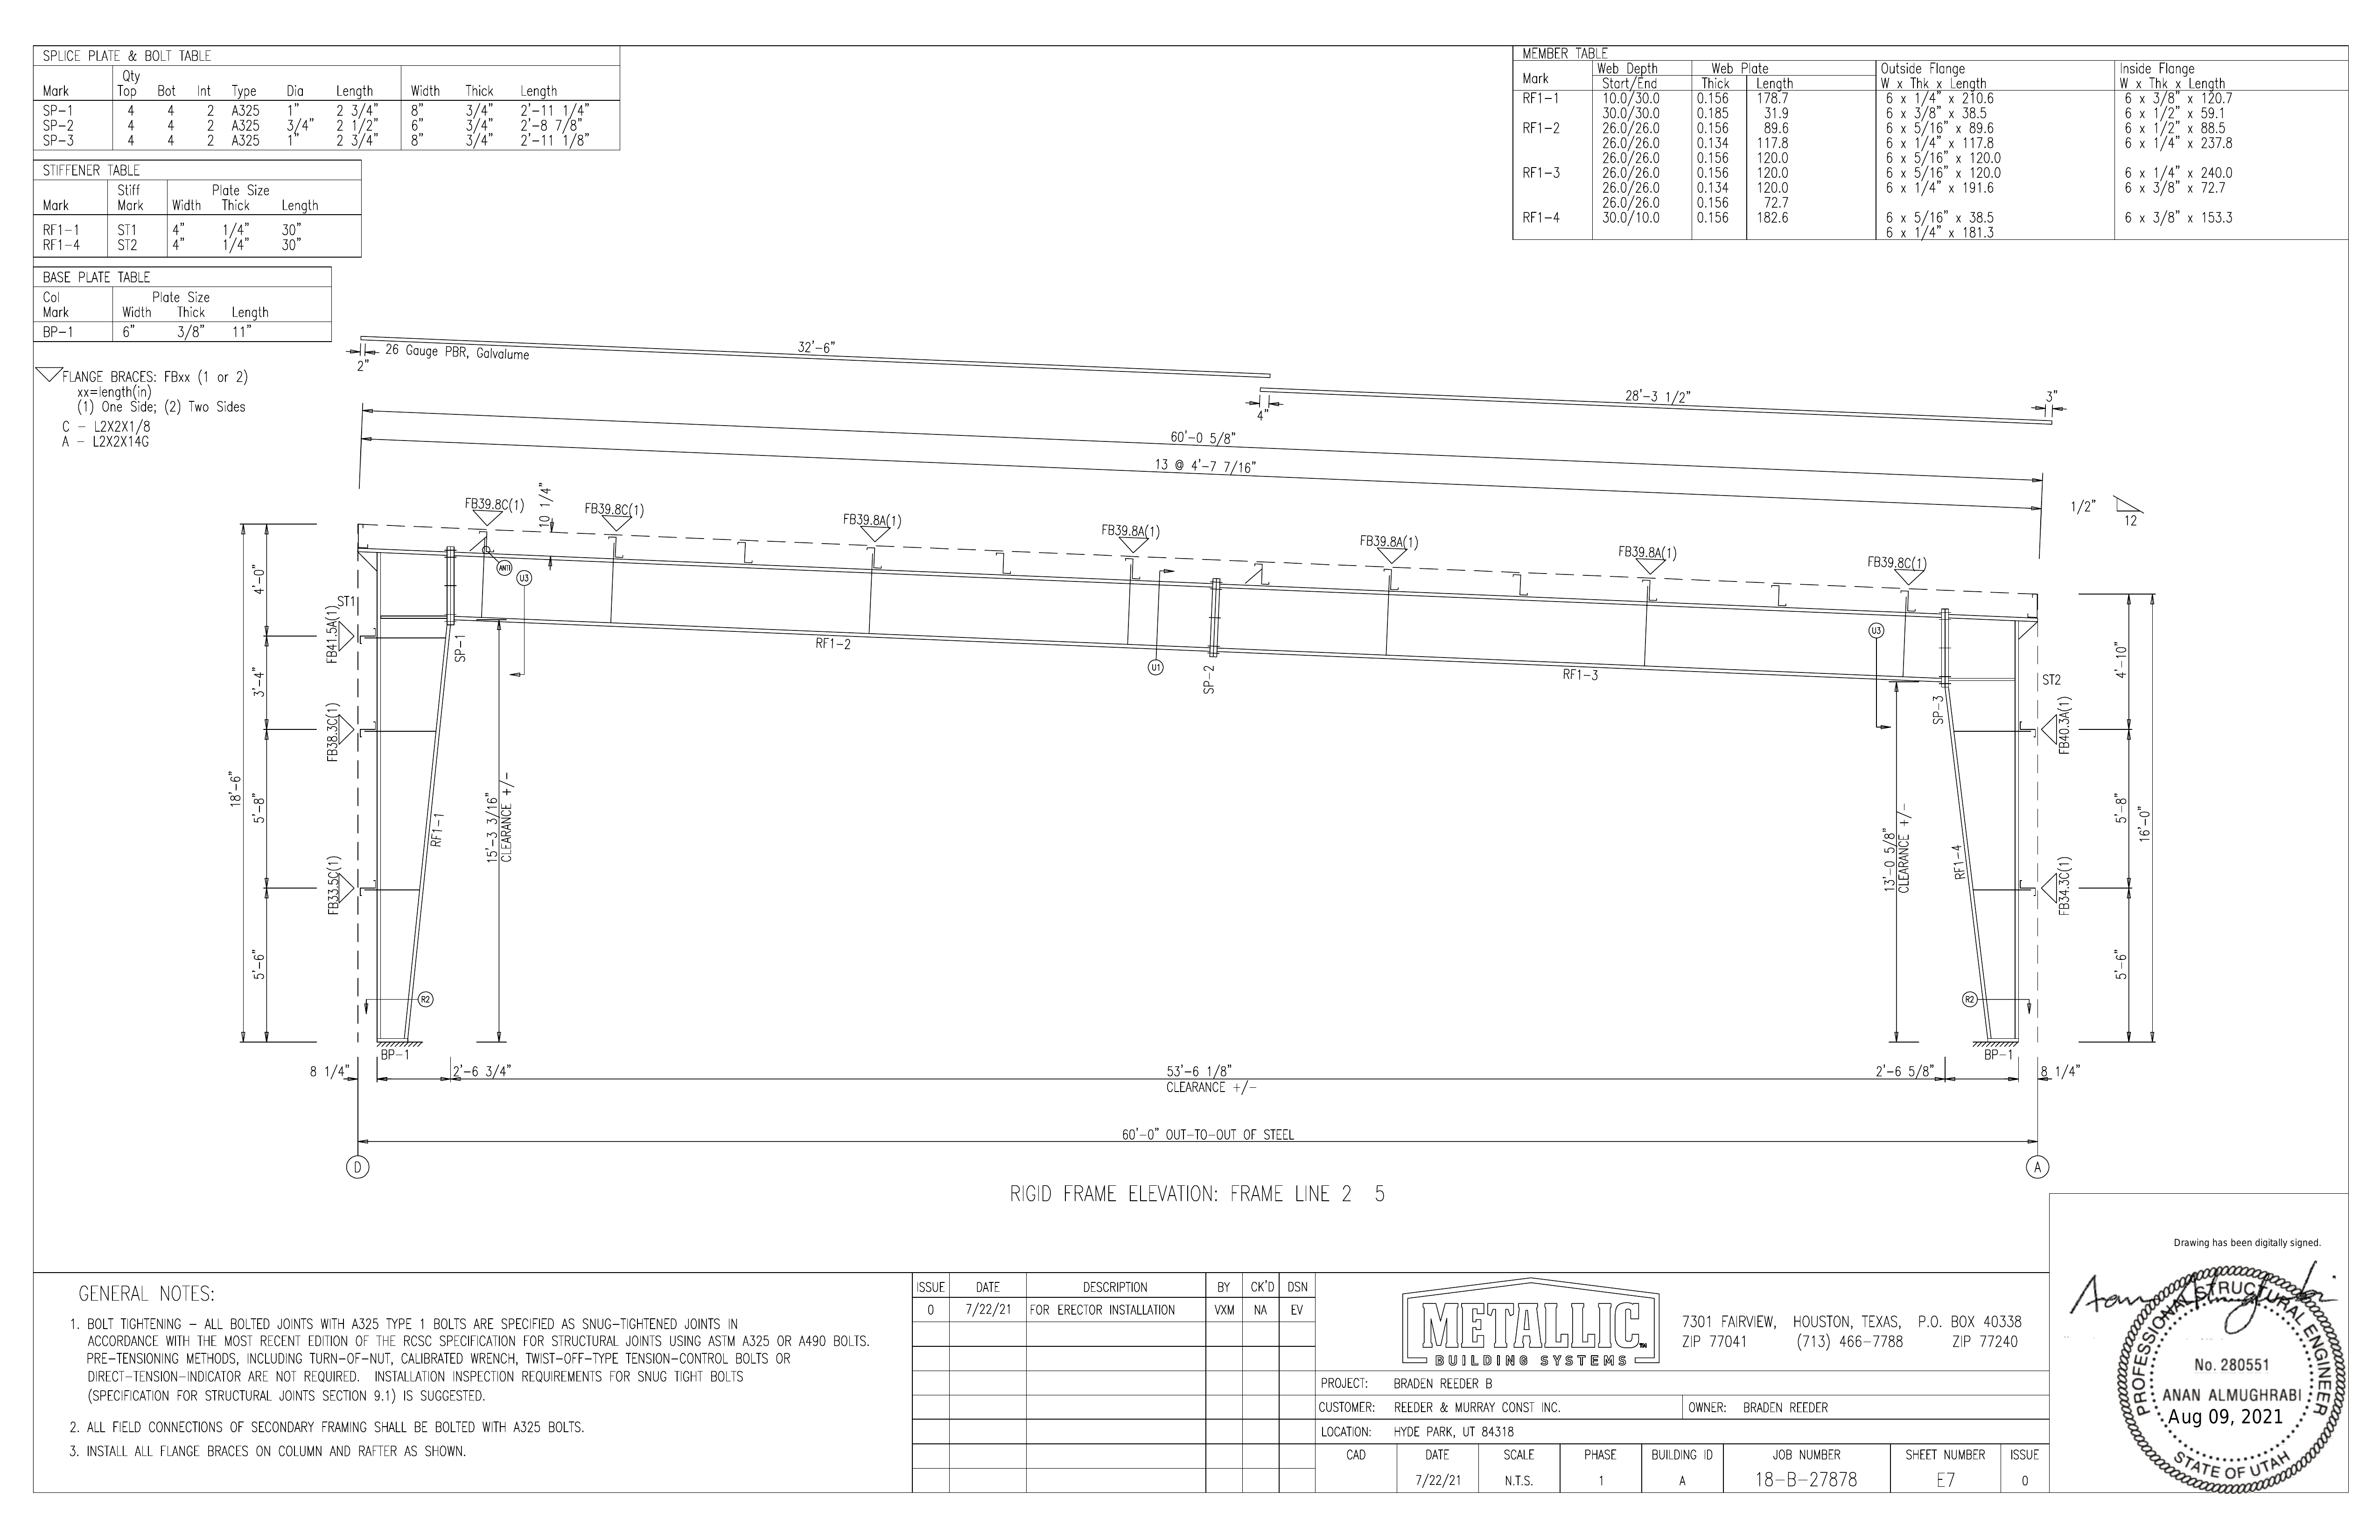 SPLICE PLATE & BOLT TABLE
Qty
Mark Top Bot Int Type Dia Length Width Thick Length
SP-1 4 4 2 A325 1" 2 3/4" 8" 3/4" 2'-11 1/4"
SP-2 4 4 2 A325 3/4" 2 1/2" 6" 3/4" 2'-8 7/8"
SP-3 4 4 2 A325 1" 2 3/4" 8" 3/4" 2'-11 1/8"
STIFFENER TABLE
Stiff Plate Size
Mark Mark Width Thick Length
RF1-1 ST1 4" 1/4" 30"
RF1-4 ST2 4" 1/4" 30"
BASE PLATE TABLE
Col Plate Size
Mark Width Thick Length
BP-1 6" 3/8" 11"
FLANGE BRACES: FBxx (1 or 2)
xx=length(in)
(1) One Side; (2) Two Sides
C - L2X2X1/8
A - L2X2X14G
MEMBER TABLE
Web Depth Web Plate Outside Flange Inside Flange
Mark Start/End Thick Length W x Thk x Length W x Thk x Length
RF1-1 10.0/30.0 0.156 178.7 6 x 1/4" x 210.6 6 x 3/8" x 120.7
30.0/30.0 0.185 31.9 6 x 3/8" x 38.5 6 x 1/2" x 59.1
RF1-2 26.0/26.0 0.156 89.6 6 x 5/16" x 89.6 6 x 1/2" x 88.5
26.0/26.0 0.134 117.8 6 x 1/4" x 117.8 6 x 1/4" x 237.8
26.0/26.0 0.156 120.0 6 x 5/16" x 120.0
RF1-3 26.0/26.0 0.156 120.0 6 x 5/16" x 120.0 6 x 1/4" x 240.0
26.0/26.0 0.134 120.0 6 x 1/4" x 191.6 6 x 3/8" x 72.7
26.0/26.0 0.156 72.7
RF1-4 30.0/10.0 0.156 182.6 6 x 5/16" x 38.5 6 x 3/8" x 153.3
6 x 1/4" x 181.3
2"
26 Gauge PBR, Galvalume
32'-6"
4"
28'-3 1/2"
3"
60'-0 5/8"
13 @ 4'-7 7/16"
1/2"
12
FB39.8C(1)
10 1/4"
FB39.8C(1)
FB39.8A(1)
FB39.8A(1)
FB39.8A(1)
FB39.8A(1)
FB39.8C(1)
ANTI
U3
U1
U3
ST1
SP-1
RF1-2
SP-2
RF1-3
SP-3
ST2
FB41.5A(1)
FB38.3C(1)
FB33.5C(1)
FB40.3A(1)
FB34.3C(1)
4'-0"
3'-4"
5'-8"
5'-6"
18'-6"
RF1-1
15'-3 3/16"
CLEARANCE +/-
13'-0 5/8"
CLEARANCE +/-
RF1-4
4'-10"
5'-8"
5'-6"
16'-0"
R2
R2
BP-1
BP-1
8 1/4"
2'-6 3/4"
53'-6 1/8"
CLEARANCE +/-
2'-6 5/8"
8 1/4"
60'-0" OUT-TO-OUT OF STEEL
D
A
RIGID FRAME ELEVATION: FRAME LINE 2 5
GENERAL NOTES:
1. BOLT TIGHTENING - ALL BOLTED JOINTS WITH A325 TYPE 1 BOLTS ARE SPECIFIED AS SNUG-TIGHTENED JOINTS IN
ACCORDANCE WITH THE MOST RECENT EDITION OF THE RCSC SPECIFICATION FOR STRUCTURAL JOINTS USING ASTM A325 OR A490 BOLTS.
PRE-TENSIONING METHODS, INCLUDING TURN-OF-NUT, CALIBRATED WRENCH, TWIST-OFF-TYPE TENSION-CONTROL BOLTS OR
DIRECT-TENSION-INDICATOR ARE NOT REQUIRED. INSTALLATION INSPECTION REQUIREMENTS FOR SNUG TIGHT BOLTS
(SPECIFICATION FOR STRUCTURAL JOINTS SECTION 9.1) IS SUGGESTED.
2. ALL FIELD CONNECTIONS OF SECONDARY FRAMING SHALL BE BOLTED WITH A325 BOLTS.
3. INSTALL ALL FLANGE BRACES ON COLUMN AND RAFTER AS SHOWN.
ISSUE DATE DESCRIPTION BY CK'D DSN
0 7/22/21 FOR ERECTOR INSTALLATION VXM NA EV
METALLIC TM
BUILDING SYSTEMS
7301 FAIRVIEW, HOUSTON, TEXAS, P.O. BOX 40338
ZIP 77041 (713) 466-7788 ZIP 77240
PROJECT: BRADEN REEDER B
CUSTOMER: REEDER & MURRAY CONST INC. OWNER: BRADEN REEDER
LOCATION: HYDE PARK, UT 84318
CAD DATE SCALE PHASE BUILDING ID JOB NUMBER SHEET NUMBER ISSUE
7/22/21 N.T.S. 1 A 18-B-27878 E7 0
Drawing has been digitally signed.
PROFESSIONAL STRUCTURAL ENGINEER
No. 280551
ANAN ALMUGHRABI
Aug 09, 2021
STATE OF UTAH